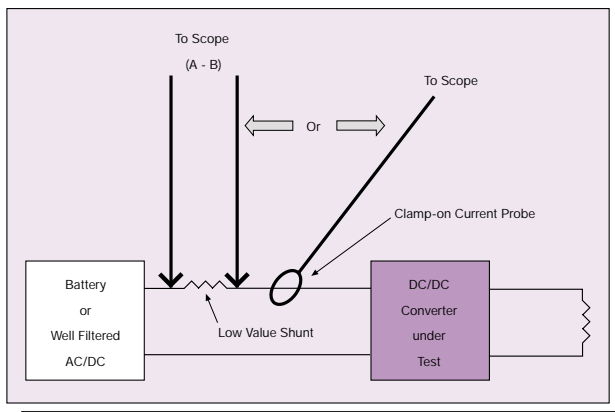 To Scope
(A - B)
To Scope
Or
Clamp-on Current Probe
Battery
or
Well Filtered
AC/DC
Low Value Shunt
DC/DC
Converter
under
Test